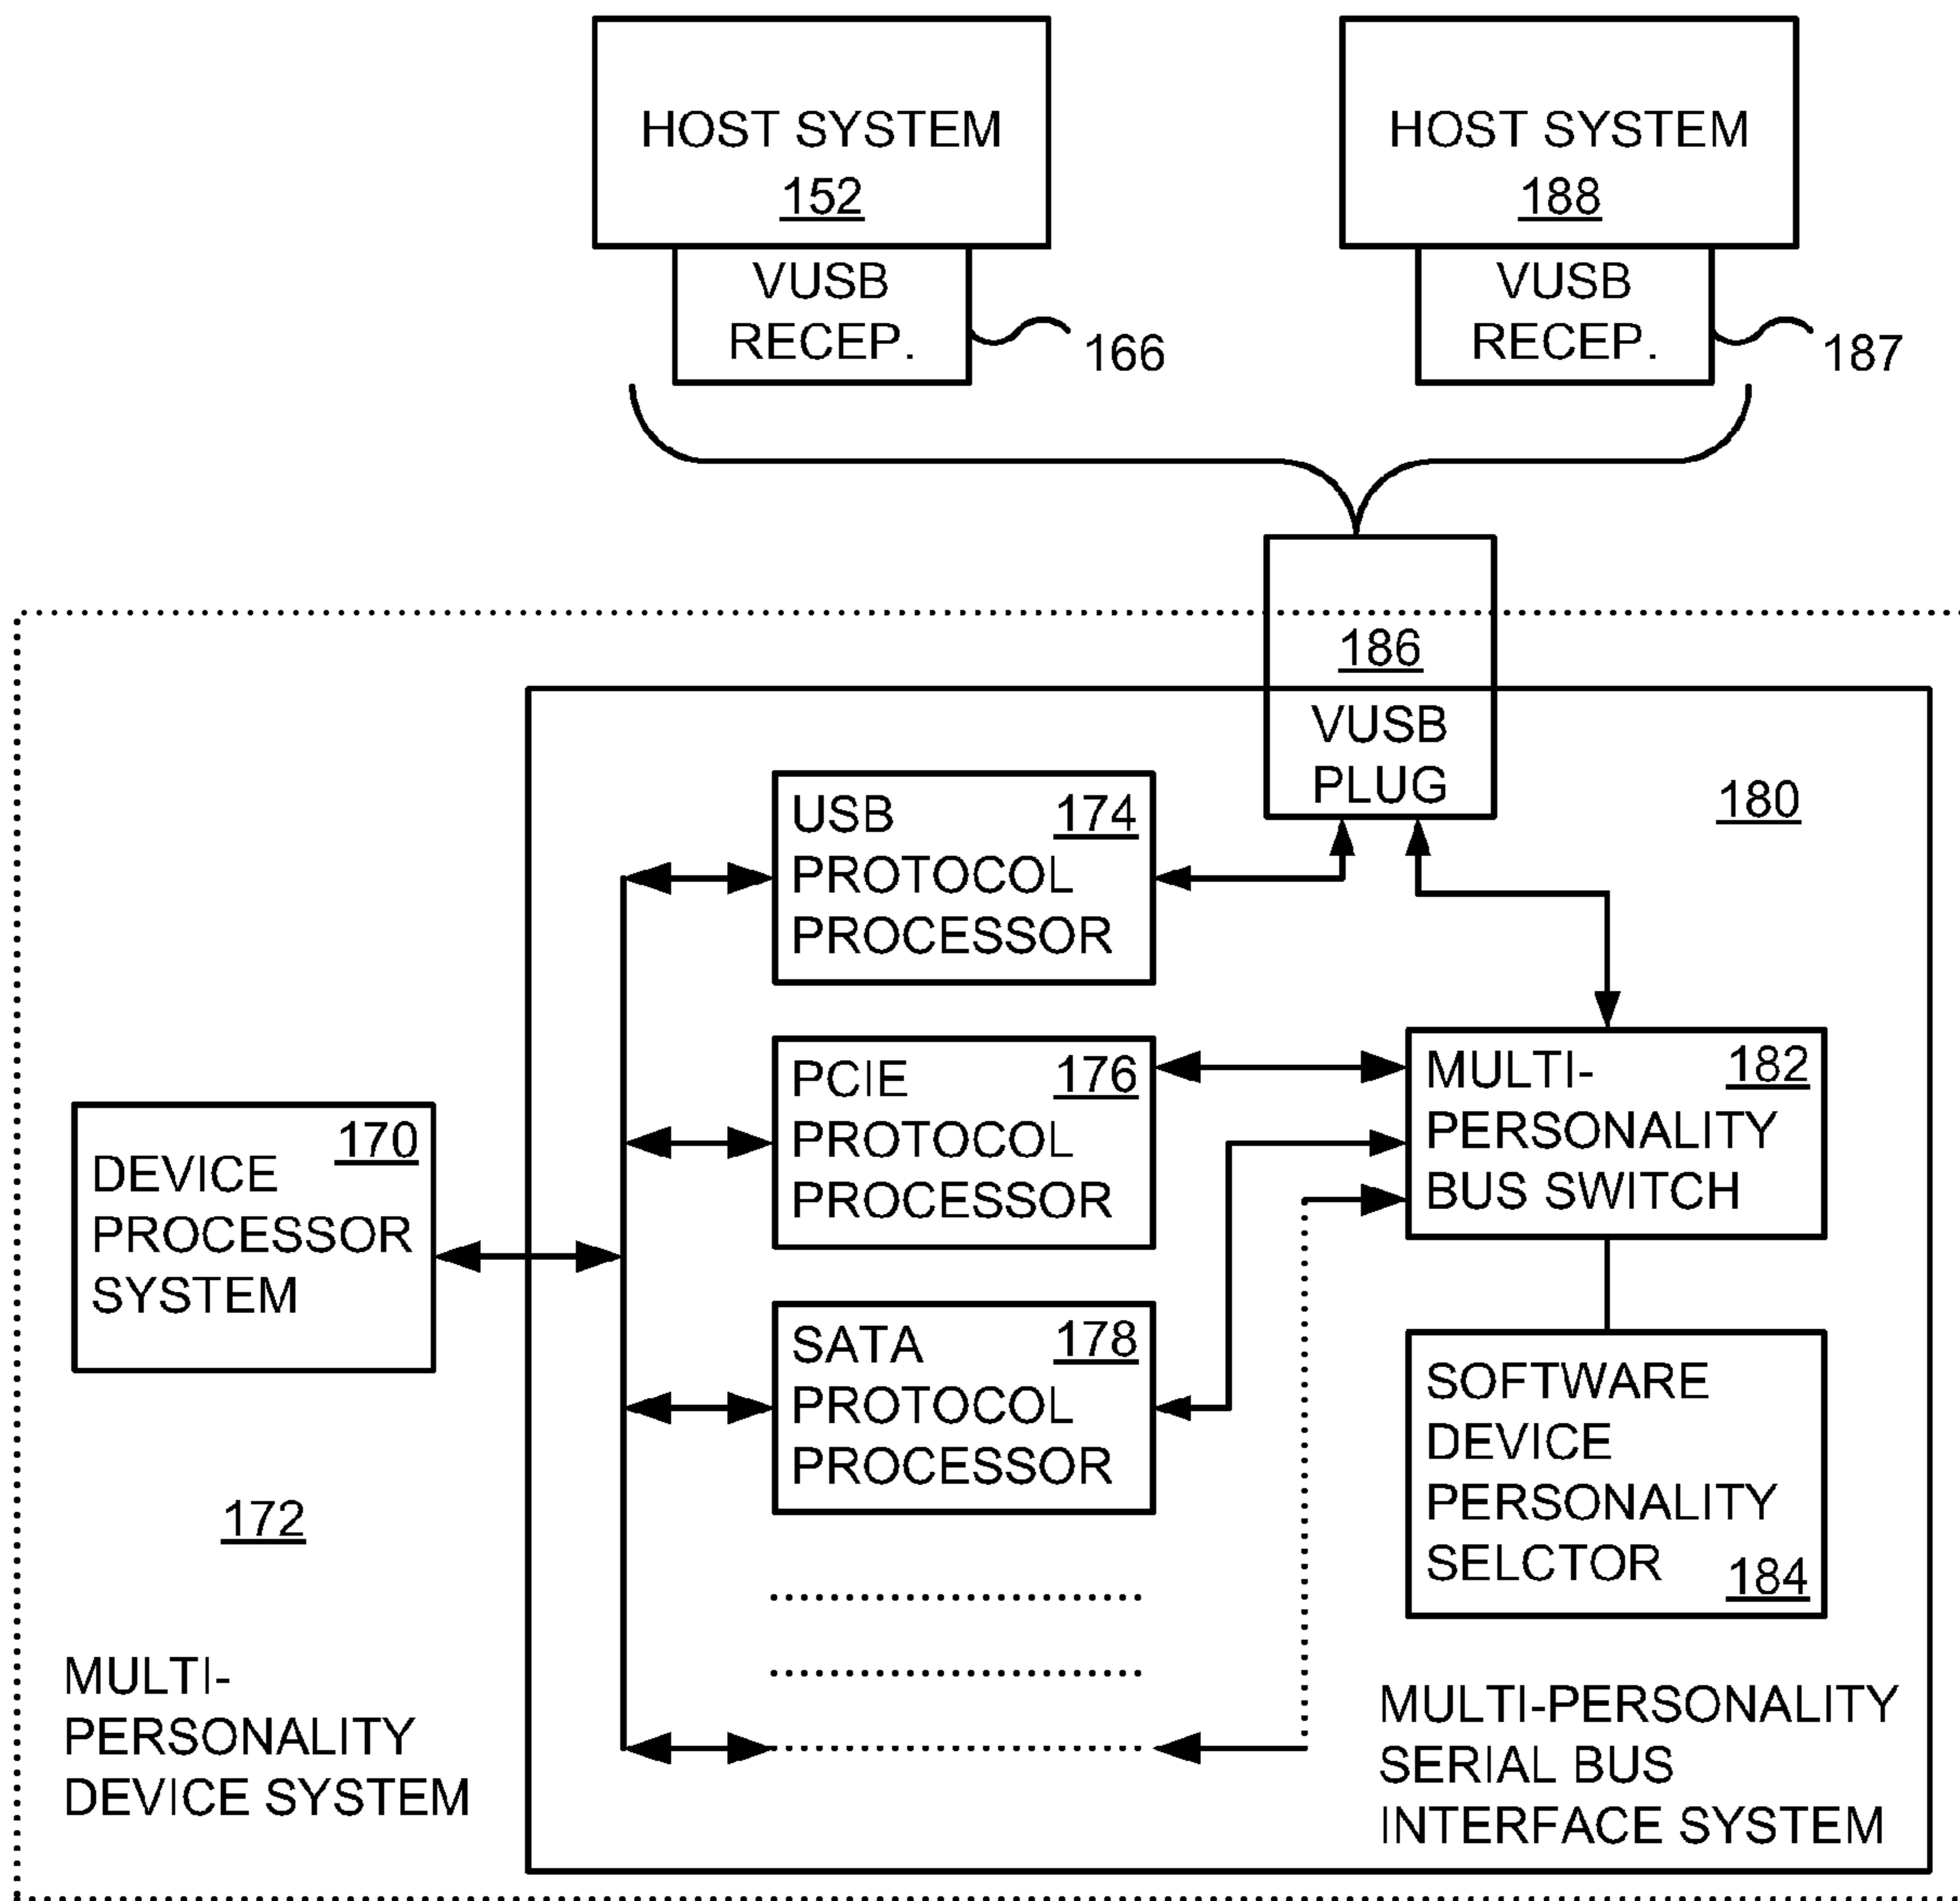 HOST SYSTEM
152
VUSB
RECEP.
166
HOST SYSTEM
188
VUSB
RECEP.
187
186
VUSB
PLUG
180
USB
174
PROTOCOL
PROCESSOR
PCIE
176
PROTOCOL
PROCESSOR
MULTI-
182
PERSONALITY
BUS SWITCH
170
DEVICE
PROCESSOR
SYSTEM
SATA
178
PROTOCOL
PROCESSOR
SOFTWARE
DEVICE
PERSONALITY
SELCTOR
184
172
MULTI-
PERSONALITY
DEVICE SYSTEM
MULTI-PERSONALITY
SERIAL BUS
INTERFACE SYSTEM